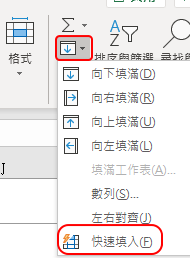 格式
排序與篩選 尋找與
向下填滿(D)
向右填滿(R)
向上填滿(U)
向左填滿(L)
填滿工作表(A)...
數列(S)...
左右對齊(J)
快速填入(F)